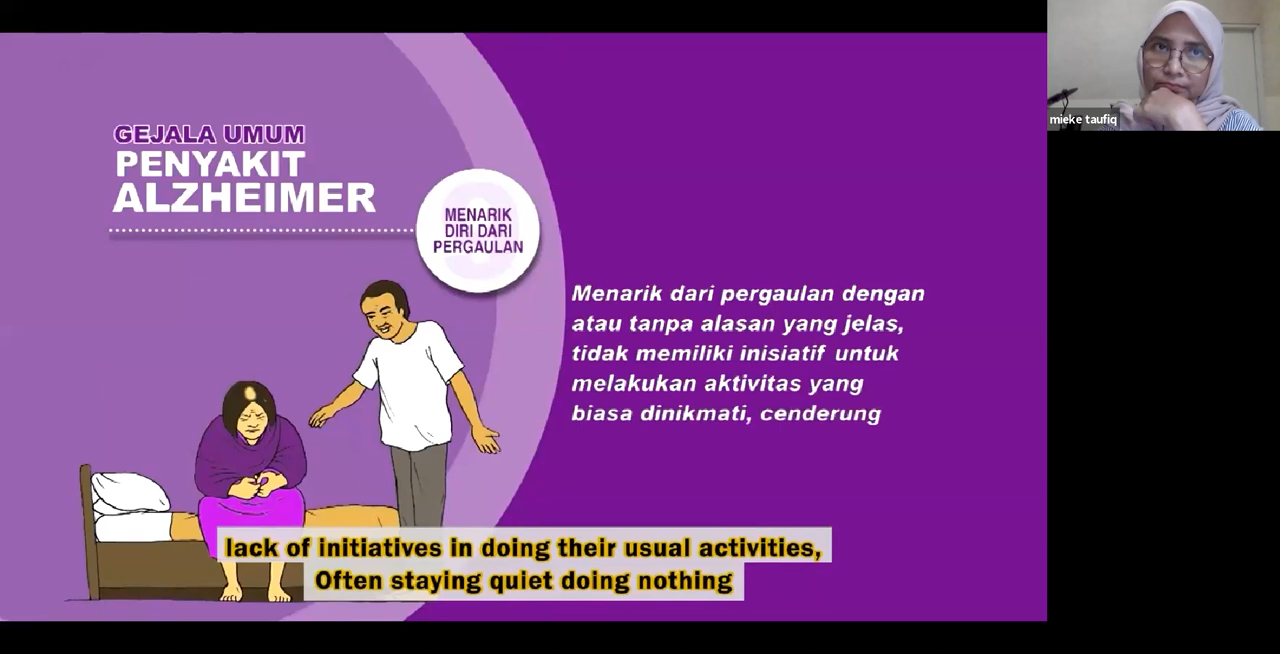 GEJALA UMUM
PENYAKIT
ALZHEIMER
MENARIK
DIRI DARI
PERGAULAN
Menarik dari pergaulan dengan
atau tanpa alasan yang jelas,
tidak memiliki inisiatif untuk
melakukan aktivitas yang
biasa dinikmati, cenderung
lack of initiatives in doing their usual activities,
Often staying quiet doing nothing
mieke taufiq